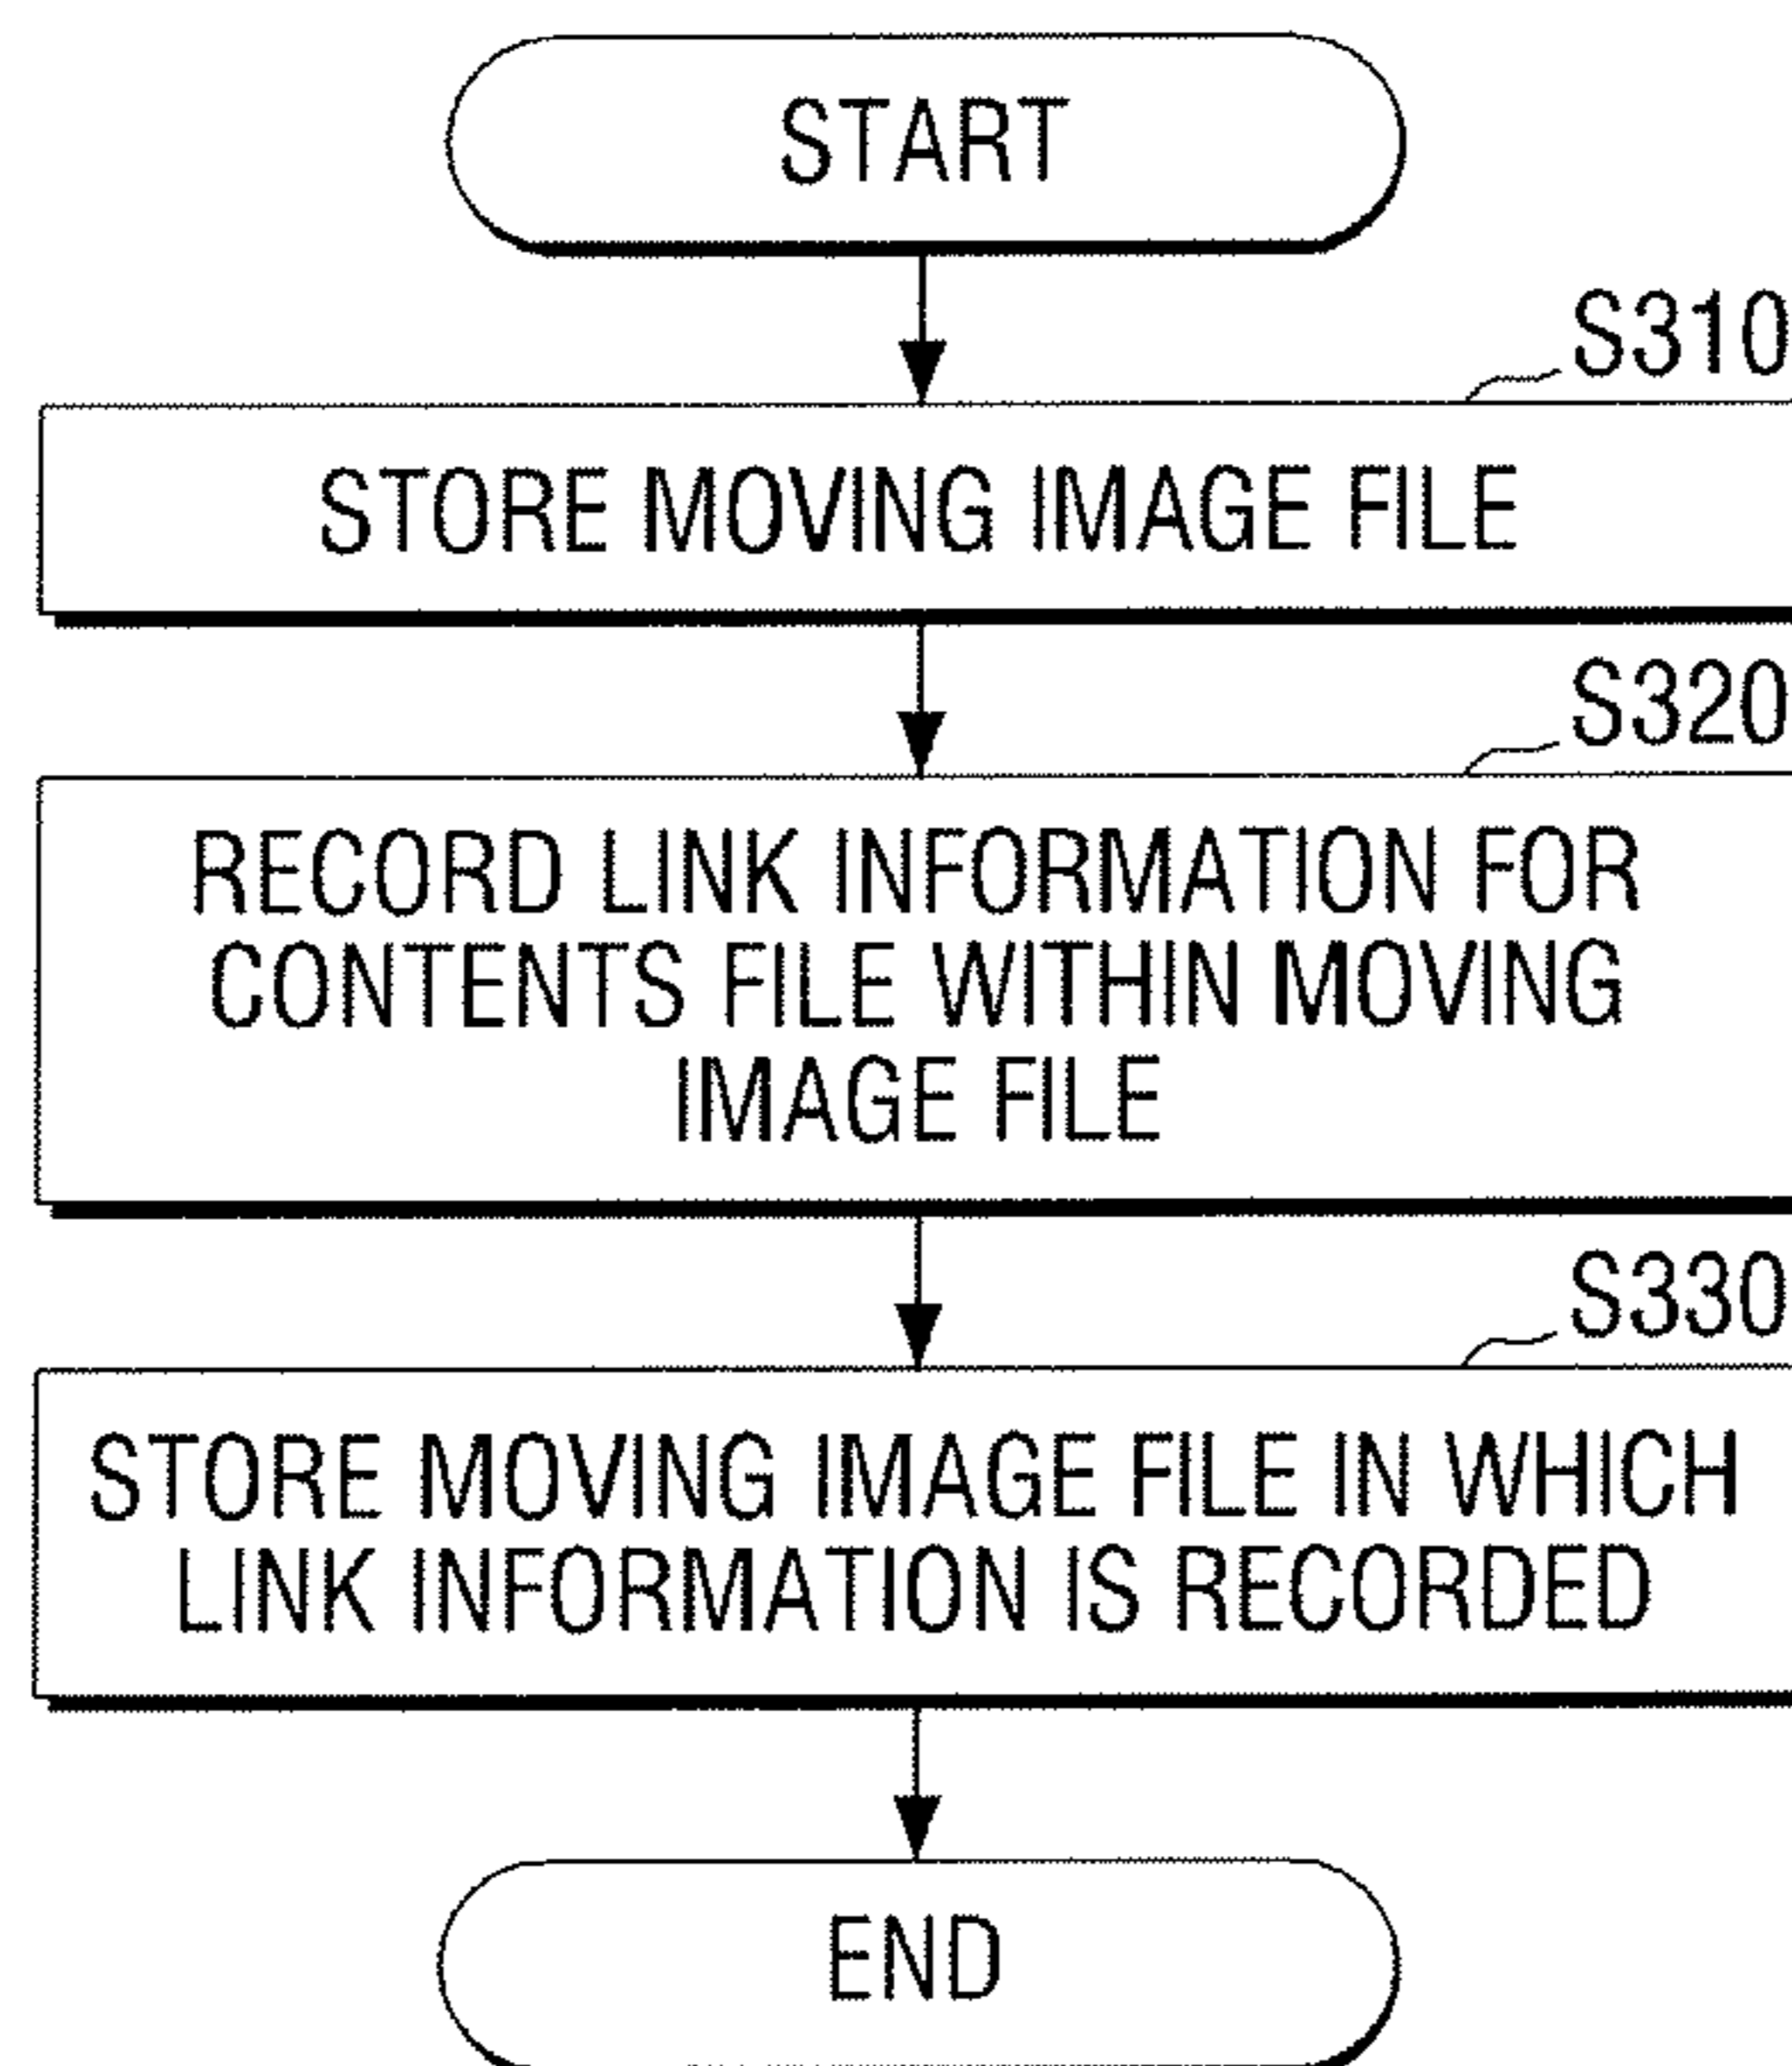 START
S310
STORE MOVING IMAGE FILE
S320
RECORD LINK INFORMATION FOR
CONTENTS FILE WITHIN MOVING
IMAGE FILE
S330
STORE MOVING IMAGE FILE IN WHICH
LINK INFORMATION IS RECORDED
END